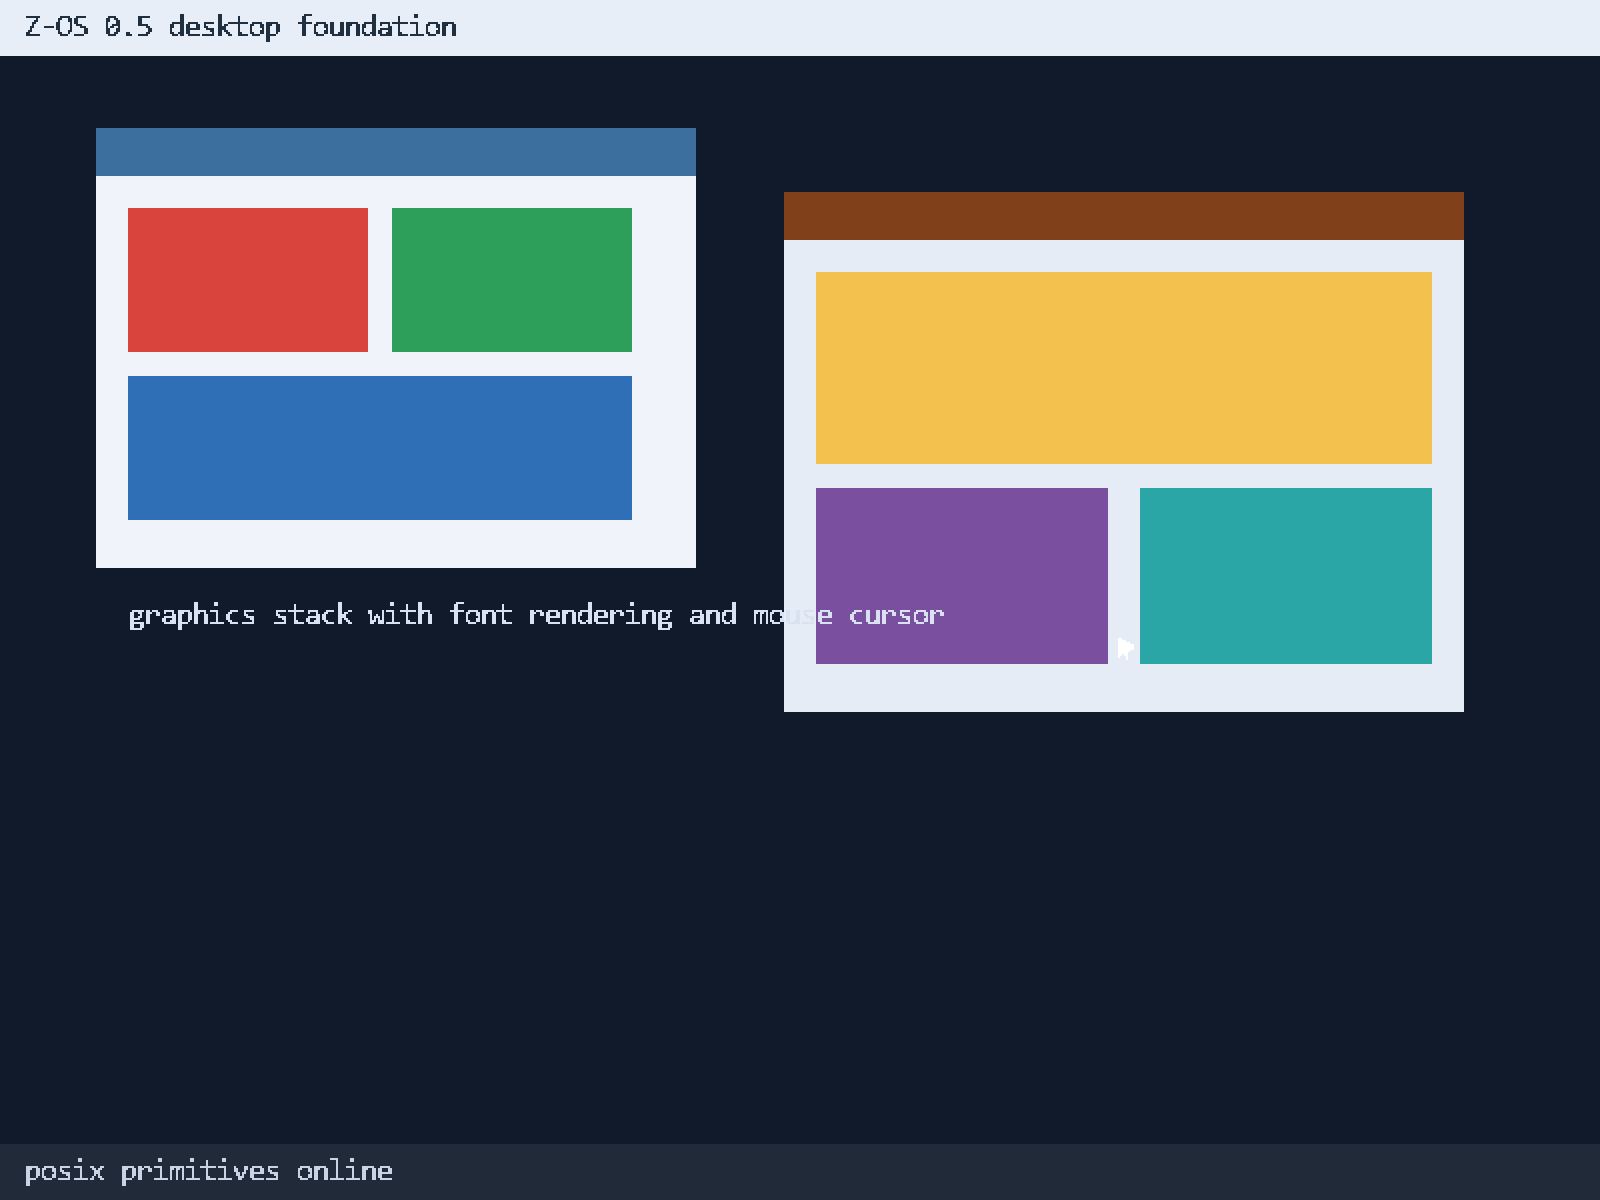 Z-OS 0.5 desktop foundation
graphics stack with font rendering and mouse cursor
posix primitives online